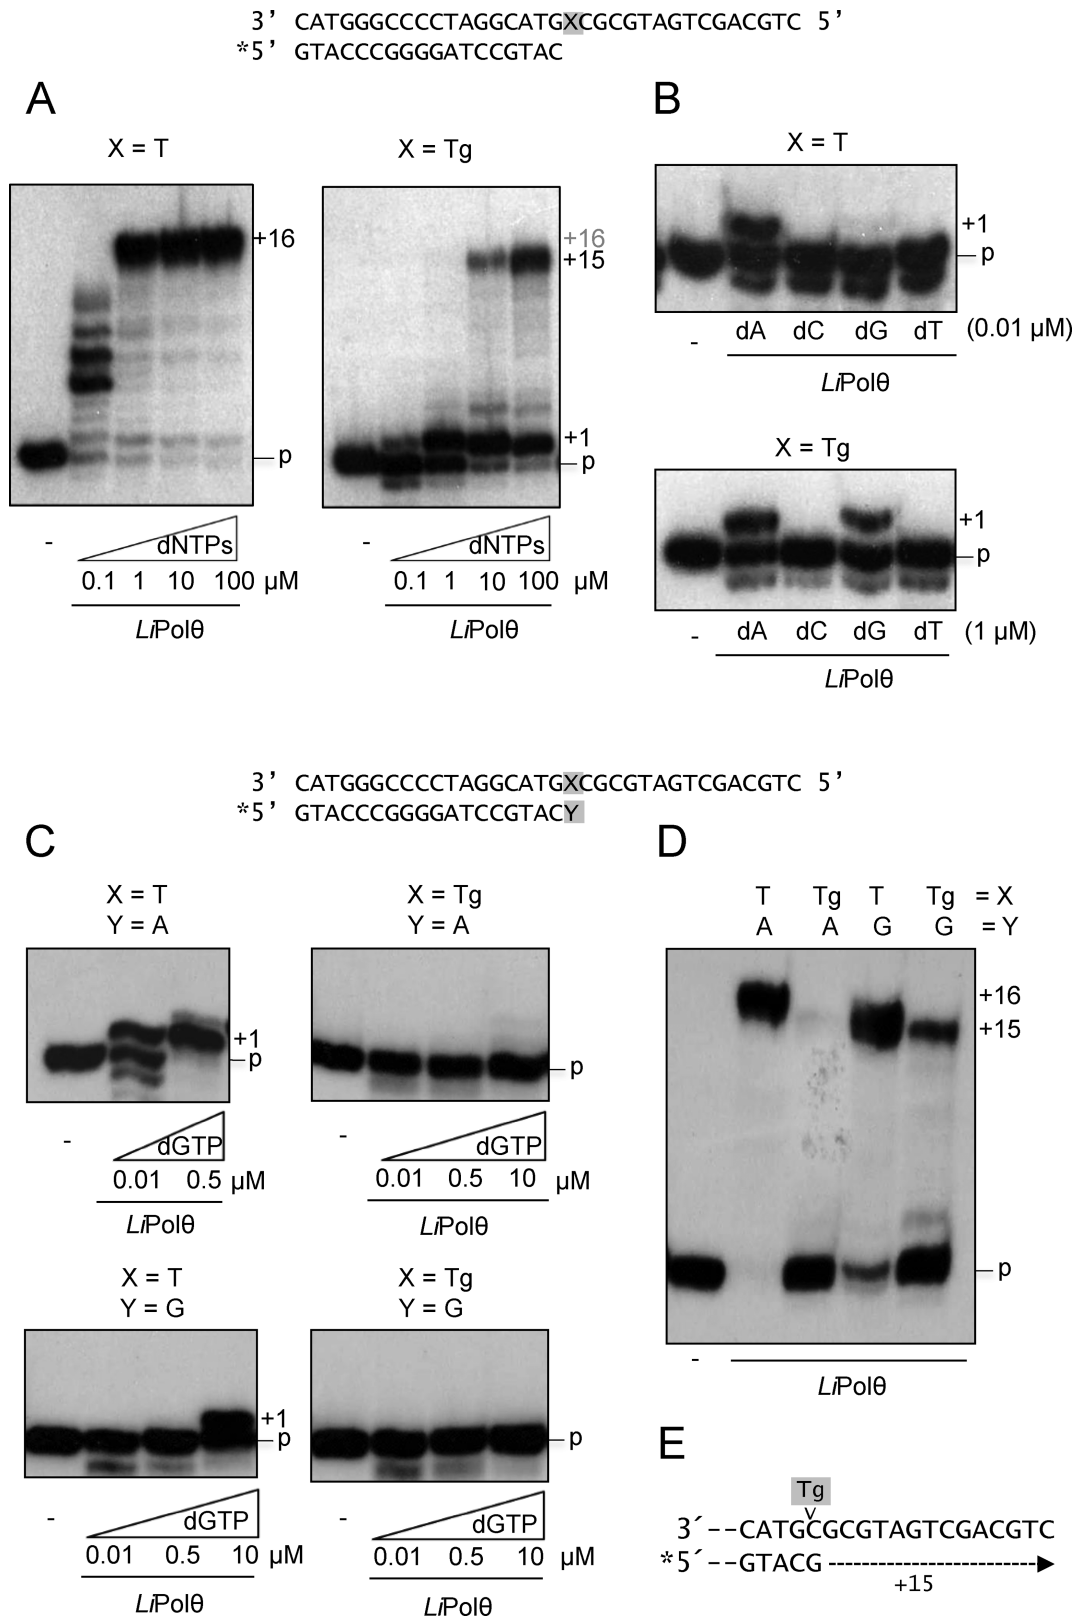 3’ CATGGGCCCCTAGGCATGXCGCGTAGTCGACGTC 5’
*5’ GTACCCGGGGATCCGTAC
A
X = T
+16
p
-
dNTPs
0.1 1 10 100 μM
LiPolθ
X = Tg
+16
+15
+1
p
-
dNTPs
0.1 1 10 100 μM
LiPolθ
B
X = T
+1
p
- dA dC dG dT (0.01 μM)
LiPolθ
X = Tg
+1
p
- dA dC dG dT (1 μM)
LiPolθ
3’ CATGGGCCCCTAGGCATGXCGCGTAGTCGACGTC 5’
*5’ GTACCCGGGGATCCGTACY
C
X = T
Y = A
+1
p
-
dGTP
0.01 0.5 μM
LiPolθ
X = Tg
Y = A
p
-
dGTP
0.01 0.5 10 μM
LiPolθ
X = T
Y = G
+1
p
-
dGTP
0.01 0.5 10 μM
LiPolθ
X = Tg
Y = G
p
-
dGTP
0.01 0.5 10 μM
LiPolθ
D
T Tg T Tg = X
A A G G = Y
+16
+15
p
-
LiPolθ
E
Tg
3´--CATGCGCGTAGTCGACGTC
*5´--GTACG
+15